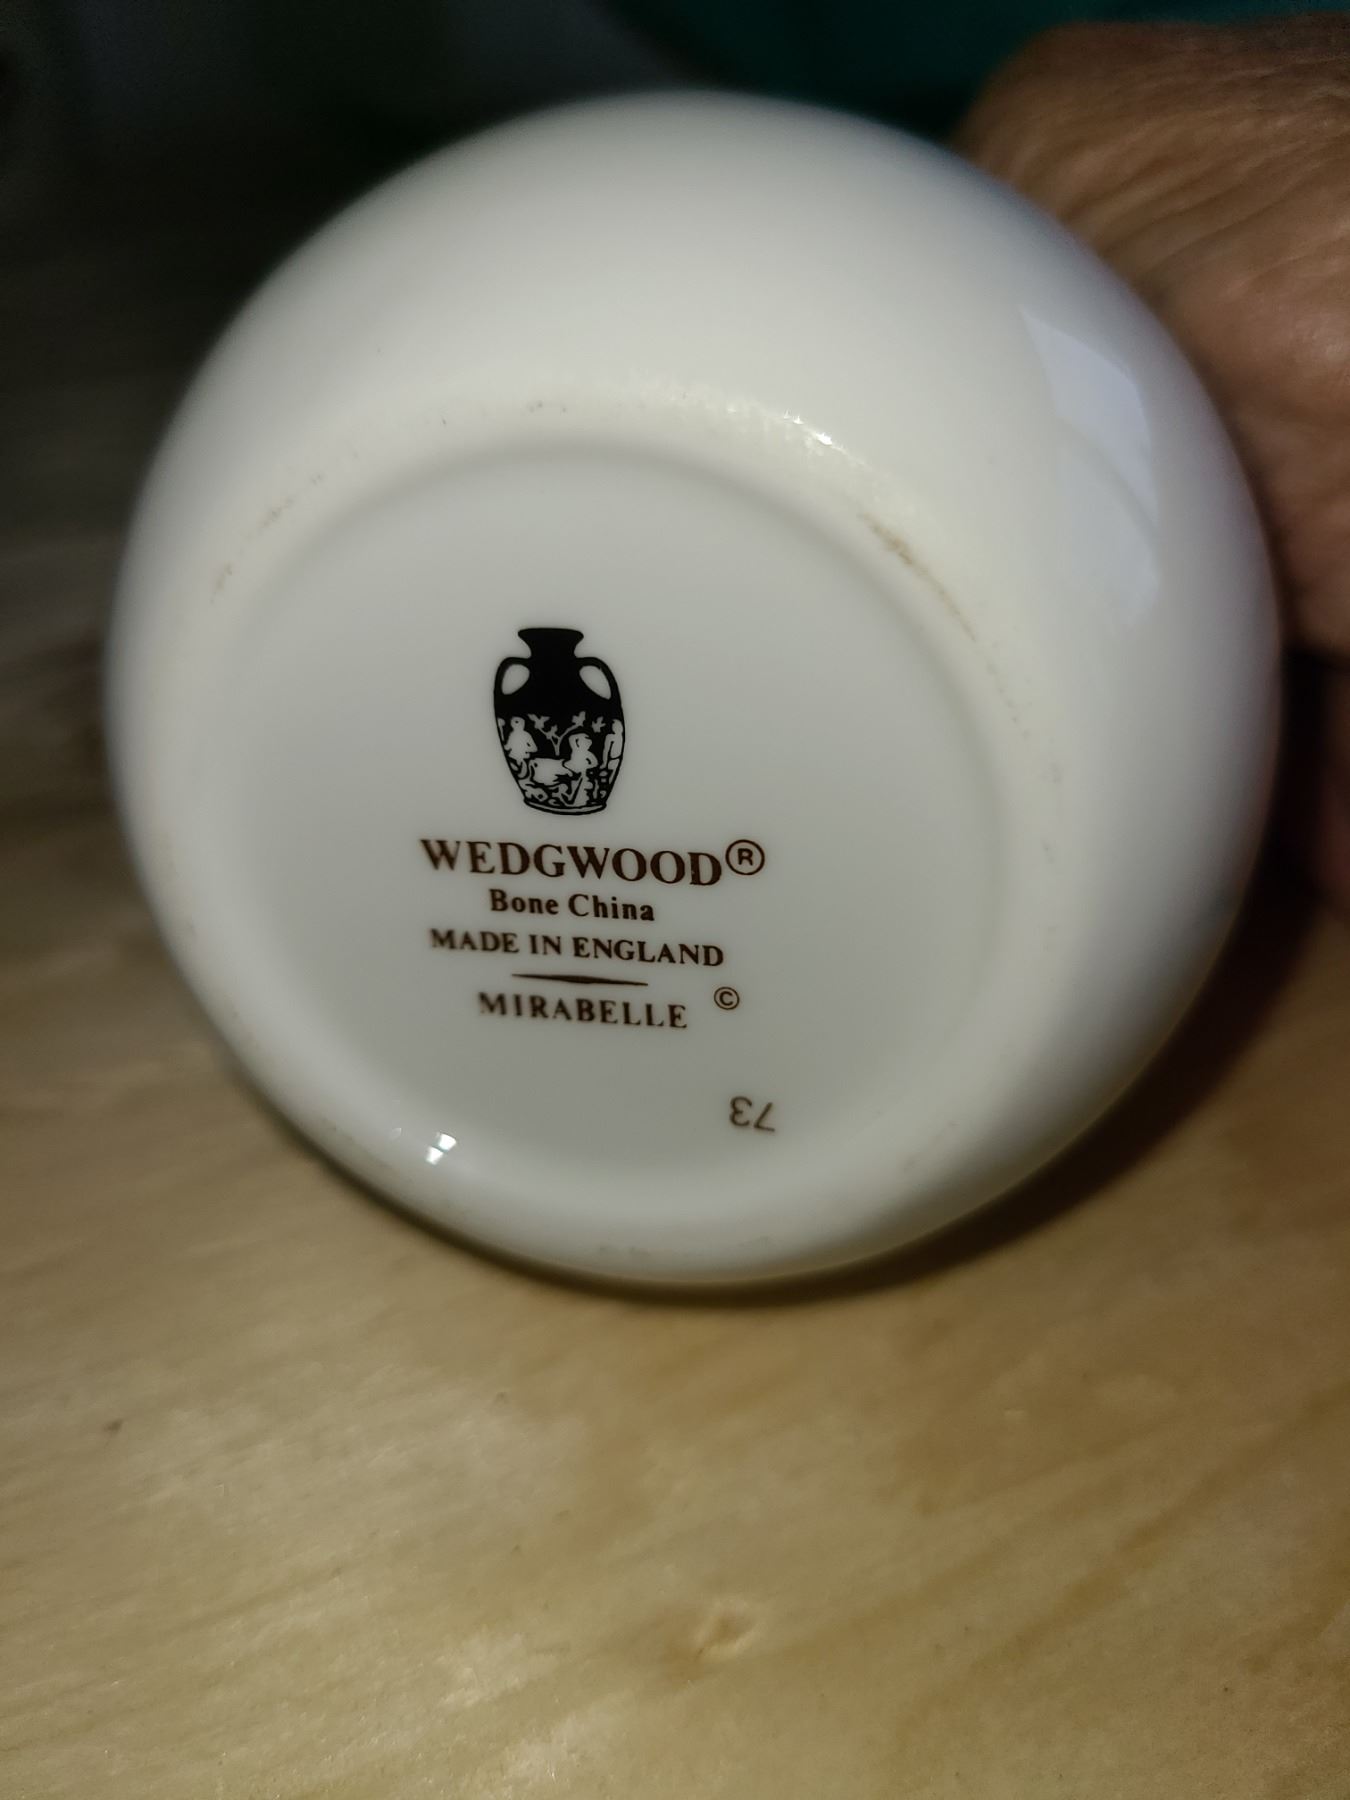 WEDGWOOD®
Bone China
MADE IN ENGLAND
MIRABELLE ©
73